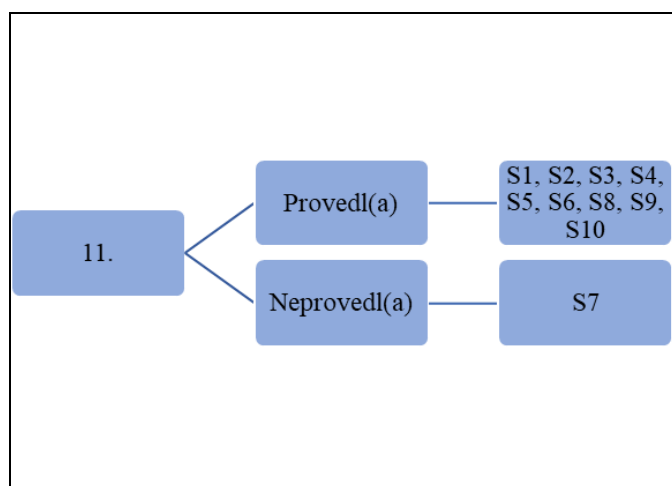 11.
Provedl(a)
S1, S2, S3, S4,
S5, S6, S8, S9,
S10
Neprovedl(a)
S7